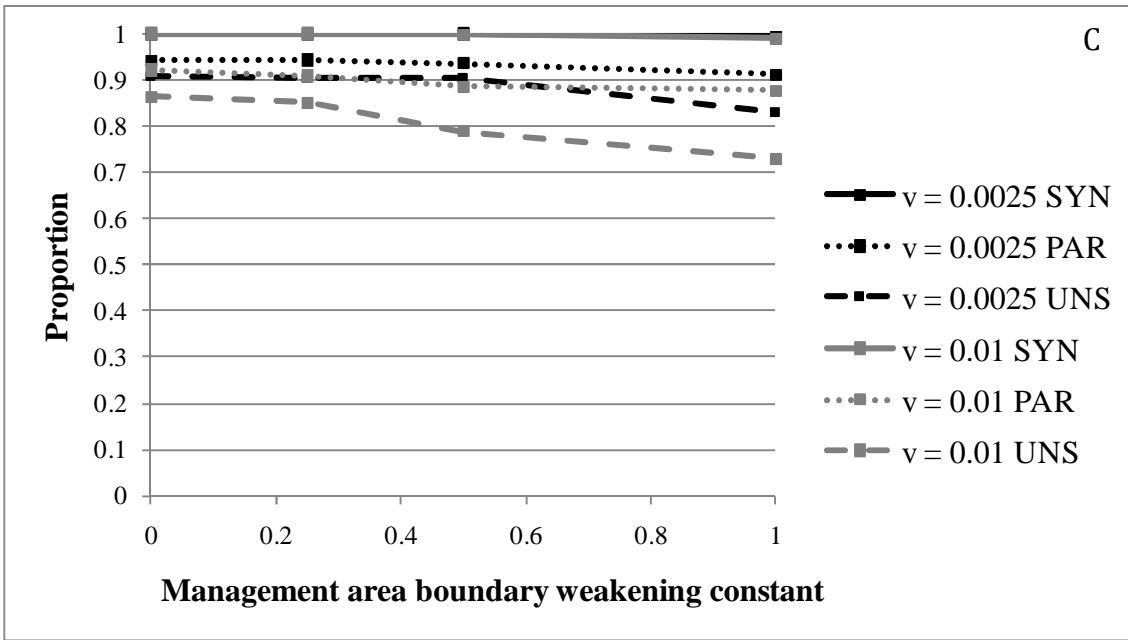 C
Proportion
1
0.9
0.8
0.7
0.6
0.5
0.4
0.3
0.2
0.1
0
0 0.2 0.4 0.6 0.8 1
Management area boundary weakening constant
v = 0.0025 SYN
v = 0.0025 PAR
v = 0.0025 UNS
v = 0.01 SYN
v = 0.01 PAR
v = 0.01 UNS